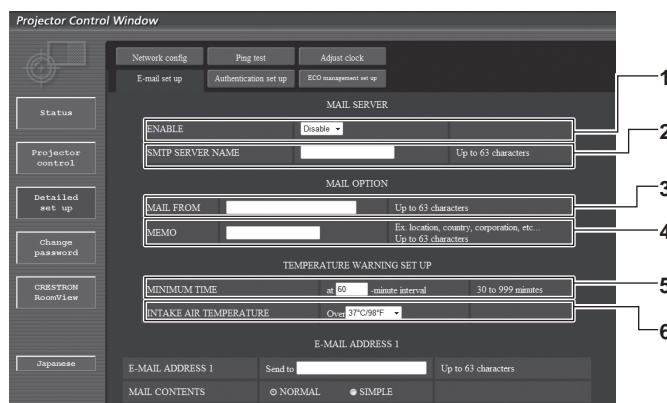 Projector Control Window
Network config Ping test Adjust clock
E-mail set up Authentication set up ECO management set up
Status
Projector control
Detailed set up
Change password
CRESTRON RoomView
Japanese
MAIL SERVER
ENABLE Disable
SMTP SERVER NAME Up to 63 characters
MAIL OPTION
MAIL FROM Up to 63 characters
MEMO Ex. location, country, corporation, etc...
Up to 63 characters
TEMPERATURE WARNING SET UP
MINIMUM TIME at 60 -minute interval 30 to 999 minutes
INTAKE AIR TEMPERATURE Over 37°C/98°F
E-MAIL ADDRESS 1
E-MAIL ADDRESS 1 Send to Up to 63 characters
MAIL CONTENTS NORMAL SIMPLE
1
2
3
4
5
6